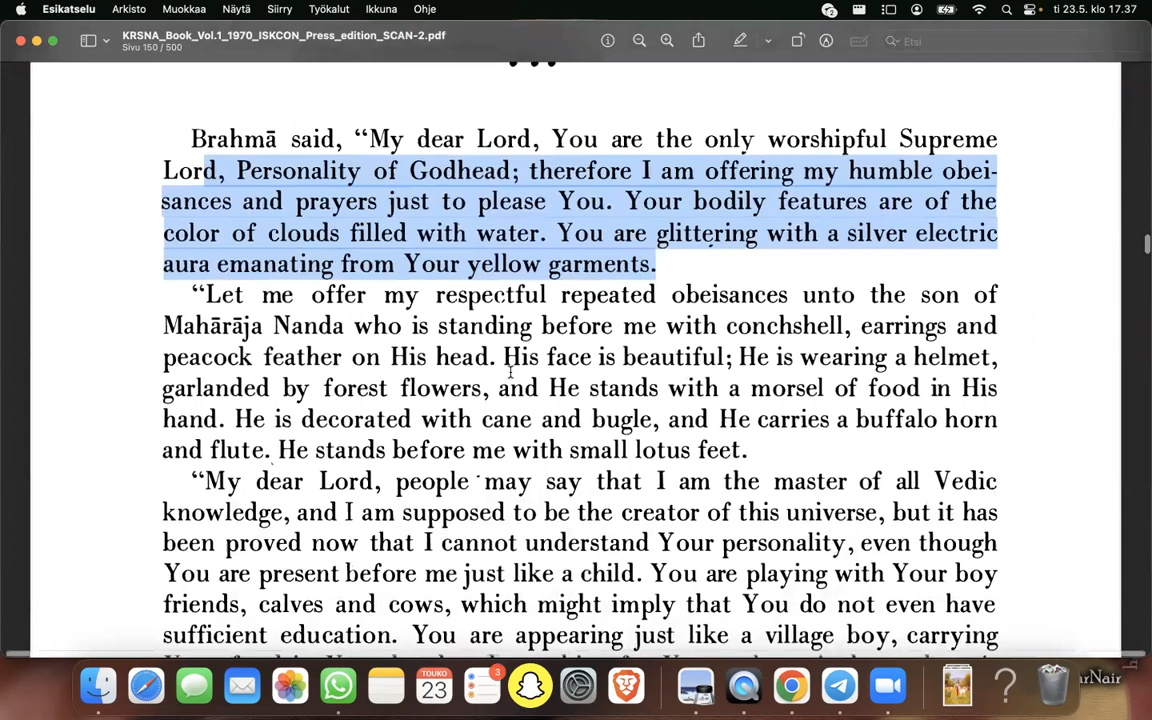 Esikatselu Arkisto Muokkaa Näytä Siirry Työkalut Ikkuna Ohje 2 ti 23.5. klo 17.37
KRSNA_Book_Vol.1_1970_ISKCON_Press_edition_SCAN-2.pdf
Sivu 150 / 500
Etsi
Brahmā said, “My dear Lord, You are the only worshipful Supreme
Lord, Personality of Godhead; therefore I am offering my humble obei-
sances and prayers just to please You. Your bodily features are of the
color of clouds filled with water. You are glittering with a silver electric
aura emanating from Your yellow garments.
“Let me offer my respectful repeated obeisances unto the son of
Mahārāja Nanda who is standing before me with conchshell, earrings and
peacock feather on His head. His face is beautiful; He is wearing a helmet,
garlanded by forest flowers, and He stands with a morsel of food in His
hand. He is decorated with cane and bugle, and He carries a buffalo horn
and flute. He stands before me with small lotus feet.
“My dear Lord, people may say that I am the master of all Vedic
knowledge, and I am supposed to be the creator of this universe, but it has
been proved now that I cannot understand Your personality, even though
You are present before me just like a child. You are playing with Your boy
friends, calves and cows, which might imply that You do not even have
sufficient education. You are appearing just like a village boy, carrying
TOUKO
23
3